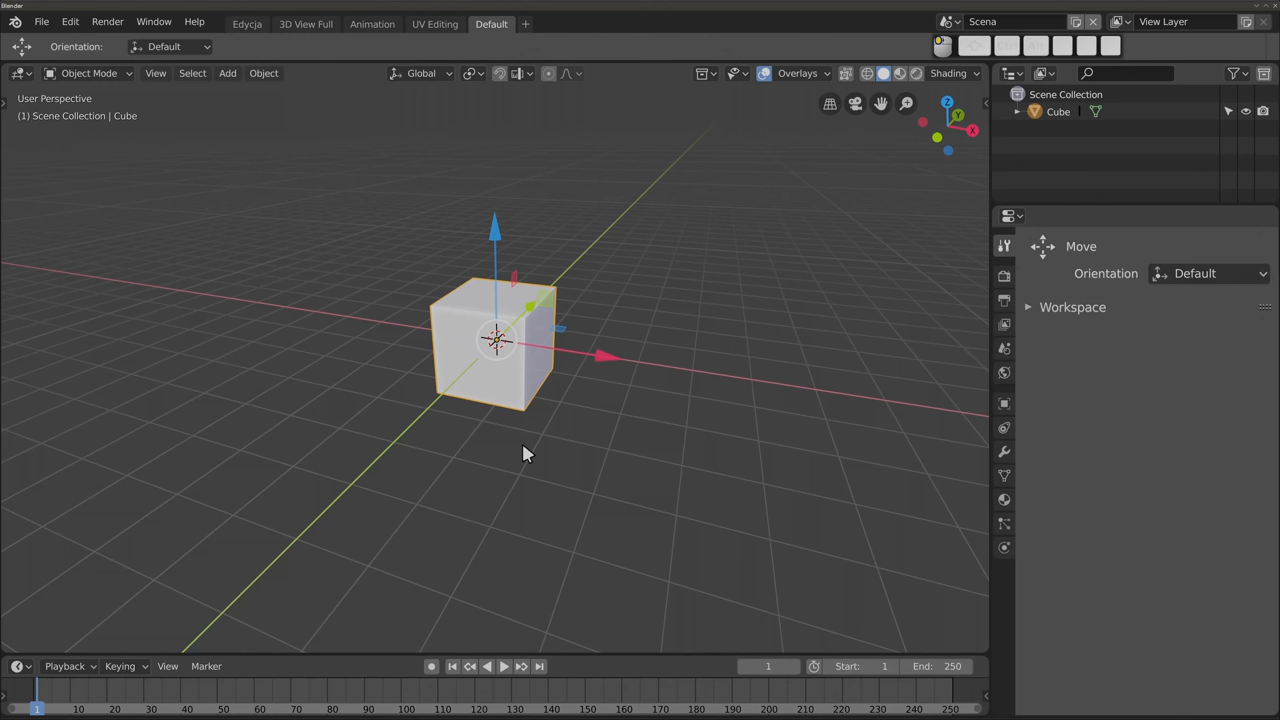 Blender
File Edit Render Window Help Edycja 3D View Full Animation UV Editing Default + Scena View Layer
Orientation: Default Ctrl Alt
Object Mode View Select Add Object Global Overlays Shading
User Perspective
(1) Scene Collection | Cube
Z
Y
X
Scene Collection
Cube
Move
Orientation Default
Workspace
Playback Keying View Marker 1 Start: 1 End: 250
1 10 20 30 40 50 60 70 80 90 100 110 120 130 140 150 160 170 180 190 200 210 220 230 240 250